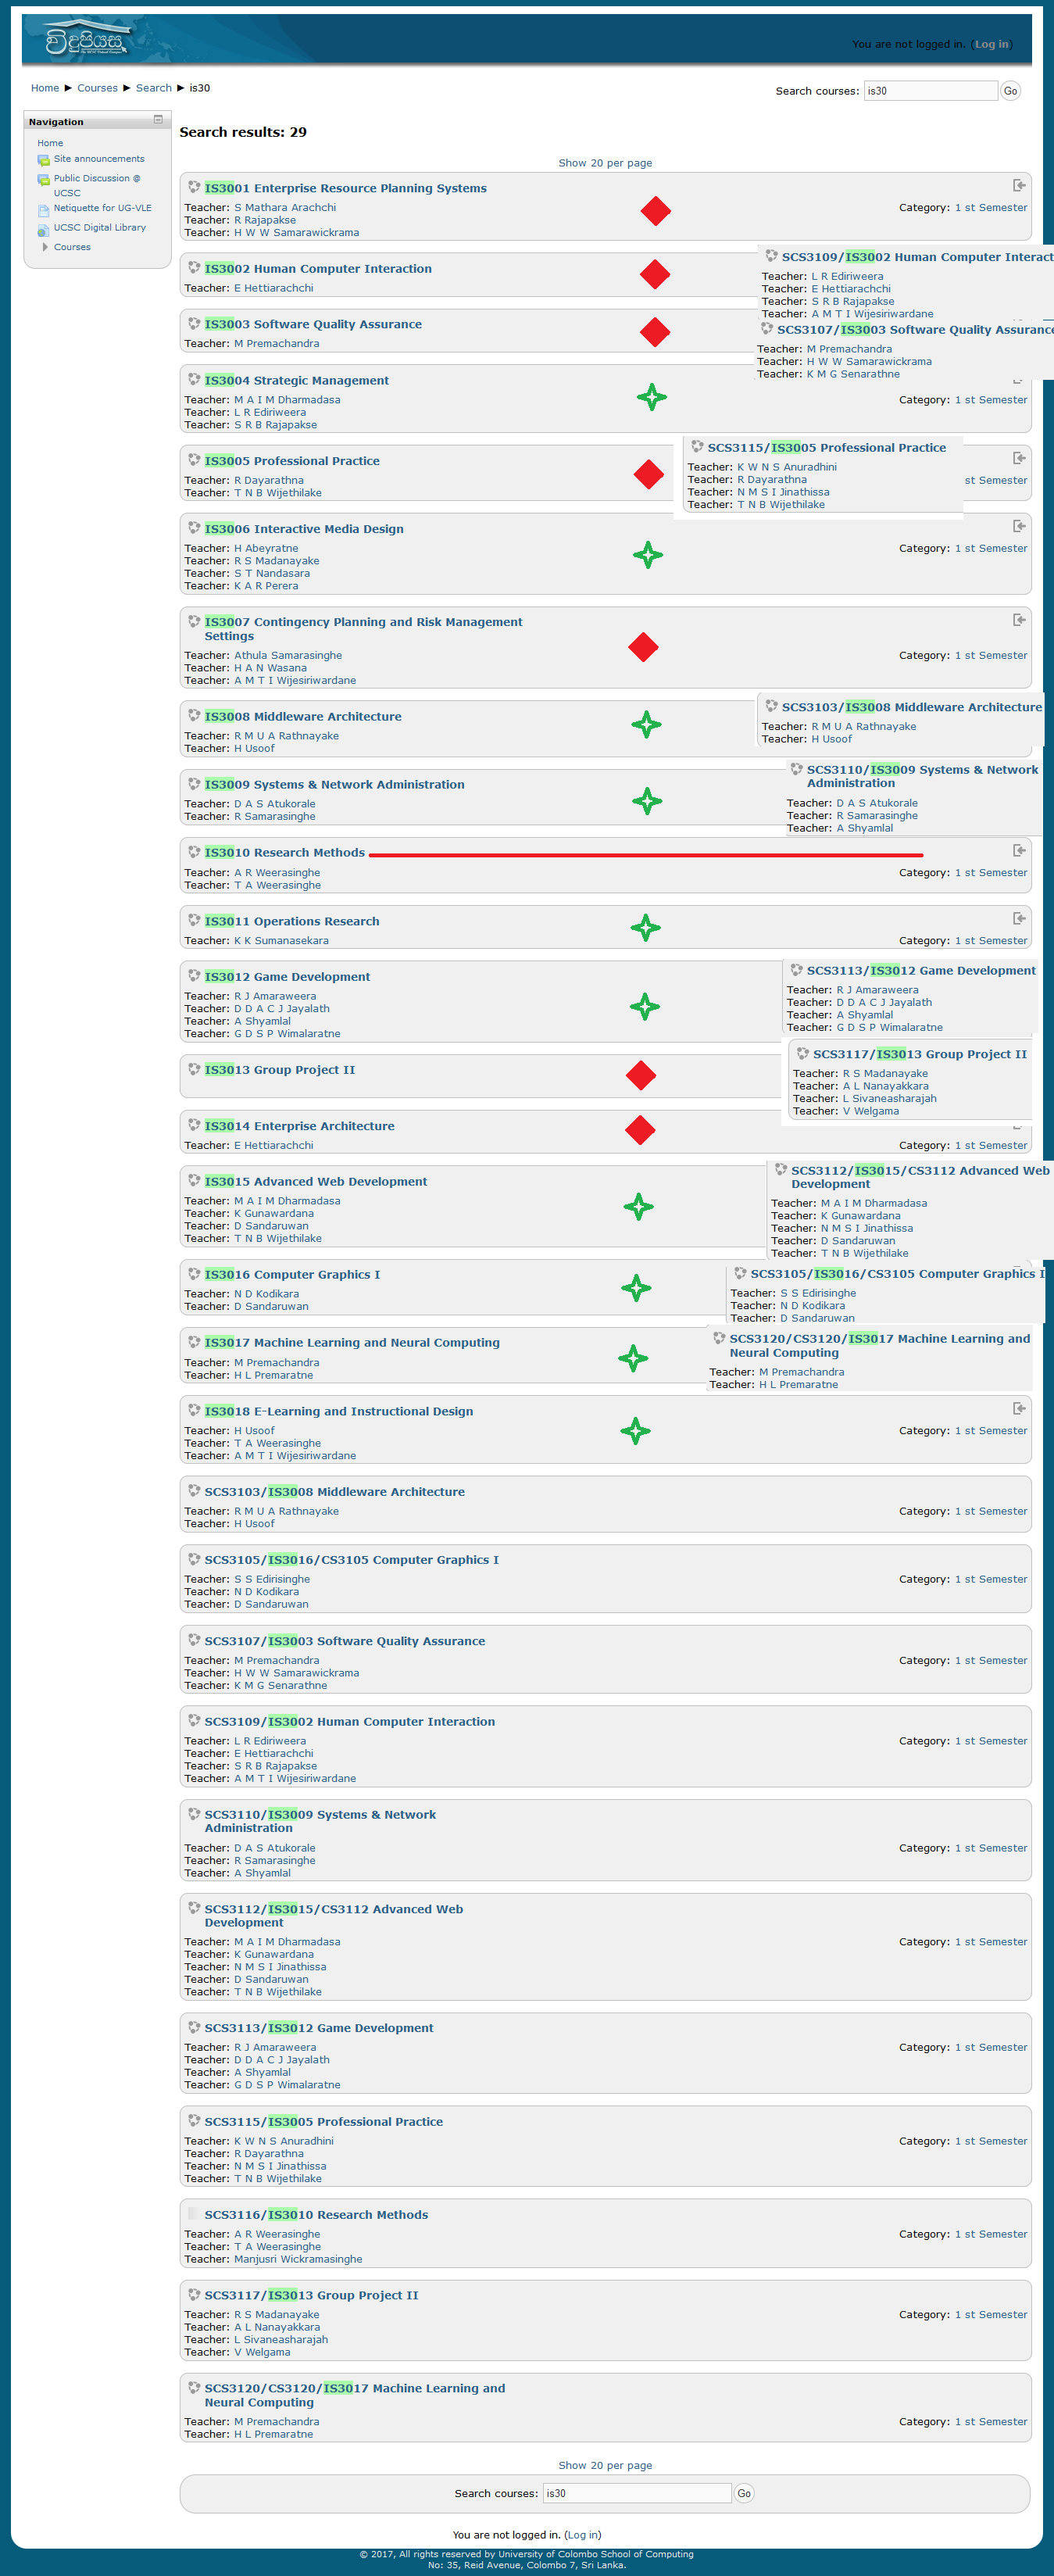 විදුපියස
You are not logged in. (Log in)
Home ► Courses ► Search ► is30
Search courses: is30 Go
Navigation
Home
Site announcements
Public Discussion @
UCSC
Netiquette for UG-VLE
UCSC Digital Library
Courses
Search results: 29
Show 20 per page
IS3001 Enterprise Resource Planning Systems
Teacher: S Mathara Arachchi
Category: 1 st Semester
Teacher: R Rajapakse
Teacher: H W W Samarawickrama
IS3002 Human Computer Interaction
Teacher: E Hettiarachchi
SCS3109/IS3002 Human Computer Interact
Teacher: L R Ediriweera
Teacher: E Hettiarachchi
Teacher: S R B Rajapakse
Teacher: A M T I Wijesiriwardane
IS3003 Software Quality Assurance
Teacher: M Premachandra
SCS3107/IS3003 Software Quality Assurance
Teacher: M Premachandra
Teacher: H W W Samarawickrama
Teacher: K M G Senarathne
IS3004 Strategic Management
Teacher: M A I M Dharmadasa
Category: 1 st Semester
Teacher: L R Ediriweera
Teacher: S R B Rajapakse
IS3005 Professional Practice
Teacher: R Dayarathna
Teacher: T N B Wijethilake
SCS3115/IS3005 Professional Practice
Teacher: K W N S Anuradhini
Teacher: R Dayarathna
st Semester
Teacher: N M S I Jinathissa
Teacher: T N B Wijethilake
IS3006 Interactive Media Design
Teacher: H Abeyratne
Category: 1 st Semester
Teacher: R S Madanayake
Teacher: S T Nandasara
Teacher: K A R Perera
IS3007 Contingency Planning and Risk Management
Settings
Teacher: Athula Samarasinghe
Category: 1 st Semester
Teacher: H A N Wasana
Teacher: A M T I Wijesiriwardane
IS3008 Middleware Architecture
Teacher: R M U A Rathnayake
Teacher: H Usoof
SCS3103/IS3008 Middleware Architecture
Teacher: R M U A Rathnayake
Teacher: H Usoof
IS3009 Systems & Network Administration
Teacher: D A S Atukorale
Teacher: R Samarasinghe
SCS3110/IS3009 Systems & Network
Administration
Teacher: D A S Atukorale
Teacher: R Samarasinghe
Teacher: A Shyamlal
IS3010 Research Methods
Teacher: A R Weerasinghe
Category: 1 st Semester
Teacher: T A Weerasinghe
IS3011 Operations Research
Teacher: K K Sumanasekara
Category: 1 st Semester
IS3012 Game Development
Teacher: R J Amaraweera
Teacher: D D A C J Jayalath
Teacher: A Shyamlal
Teacher: G D S P Wimalaratne
SCS3113/IS3012 Game Development
Teacher: R J Amaraweera
Teacher: D D A C J Jayalath
Teacher: A Shyamlal
Teacher: G D S P Wimalaratne
IS3013 Group Project II
SCS3117/IS3013 Group Project II
Teacher: R S Madanayake
Teacher: A L Nanayakkara
Teacher: L Sivaneasharajah
Teacher: V Welgama
IS3014 Enterprise Architecture
Teacher: E Hettiarachchi
Category: 1 st Semester
IS3015 Advanced Web Development
Teacher: M A I M Dharmadasa
Teacher: K Gunawardana
Teacher: D Sandaruwan
Teacher: T N B Wijethilake
SCS3112/IS3015/CS3112 Advanced Web
Development
Teacher: M A I M Dharmadasa
Teacher: K Gunawardana
Teacher: N M S I Jinathissa
Teacher: D Sandaruwan
Teacher: T N B Wijethilake
IS3016 Computer Graphics I
Teacher: N D Kodikara
Teacher: D Sandaruwan
SCS3105/IS3016/CS3105 Computer Graphics I
Teacher: S S Edirisinghe
Teacher: N D Kodikara
Teacher: D Sandaruwan
IS3017 Machine Learning and Neural Computing
Teacher: M Premachandra
Teacher: H L Premaratne
SCS3120/CS3120/IS3017 Machine Learning and
Neural Computing
Teacher: M Premachandra
Teacher: H L Premaratne
IS3018 E-Learning and Instructional Design
Teacher: H Usoof
Category: 1 st Semester
Teacher: T A Weerasinghe
Teacher: A M T I Wijesiriwardane
SCS3103/IS3008 Middleware Architecture
Teacher: R M U A Rathnayake
Category: 1 st Semester
Teacher: H Usoof
SCS3105/IS3016/CS3105 Computer Graphics I
Teacher: S S Edirisinghe
Category: 1 st Semester
Teacher: N D Kodikara
Teacher: D Sandaruwan
SCS3107/IS3003 Software Quality Assurance
Teacher: M Premachandra
Category: 1 st Semester
Teacher: H W W Samarawickrama
Teacher: K M G Senarathne
SCS3109/IS3002 Human Computer Interaction
Teacher: L R Ediriweera
Category: 1 st Semester
Teacher: E Hettiarachchi
Teacher: S R B Rajapakse
Teacher: A M T I Wijesiriwardane
SCS3110/IS3009 Systems & Network
Administration
Teacher: D A S Atukorale
Category: 1 st Semester
Teacher: R Samarasinghe
Teacher: A Shyamlal
SCS3112/IS3015/CS3112 Advanced Web
Development
Teacher: M A I M Dharmadasa
Category: 1 st Semester
Teacher: K Gunawardana
Teacher: N M S I Jinathissa
Teacher: D Sandaruwan
Teacher: T N B Wijethilake
SCS3113/IS3012 Game Development
Teacher: R J Amaraweera
Category: 1 st Semester
Teacher: D D A C J Jayalath
Teacher: A Shyamlal
Teacher: G D S P Wimalaratne
SCS3115/IS3005 Professional Practice
Teacher: K W N S Anuradhini
Category: 1 st Semester
Teacher: R Dayarathna
Teacher: N M S I Jinathissa
Teacher: T N B Wijethilake
SCS3116/IS3010 Research Methods
Teacher: A R Weerasinghe
Category: 1 st Semester
Teacher: T A Weerasinghe
Teacher: Manjusri Wickramasinghe
SCS3117/IS3013 Group Project II
Teacher: R S Madanayake
Category: 1 st Semester
Teacher: A L Nanayakkara
Teacher: L Sivaneasharajah
Teacher: V Welgama
SCS3120/CS3120/IS3017 Machine Learning and
Neural Computing
Teacher: M Premachandra
Category: 1 st Semester
Teacher: H L Premaratne
Show 20 per page
Search courses: is30 Go
You are not logged in. (Log in)
© 2017, All rights reserved by University of Colombo School of Computing
No: 35, Reid Avenue, Colombo 7, Sri Lanka.